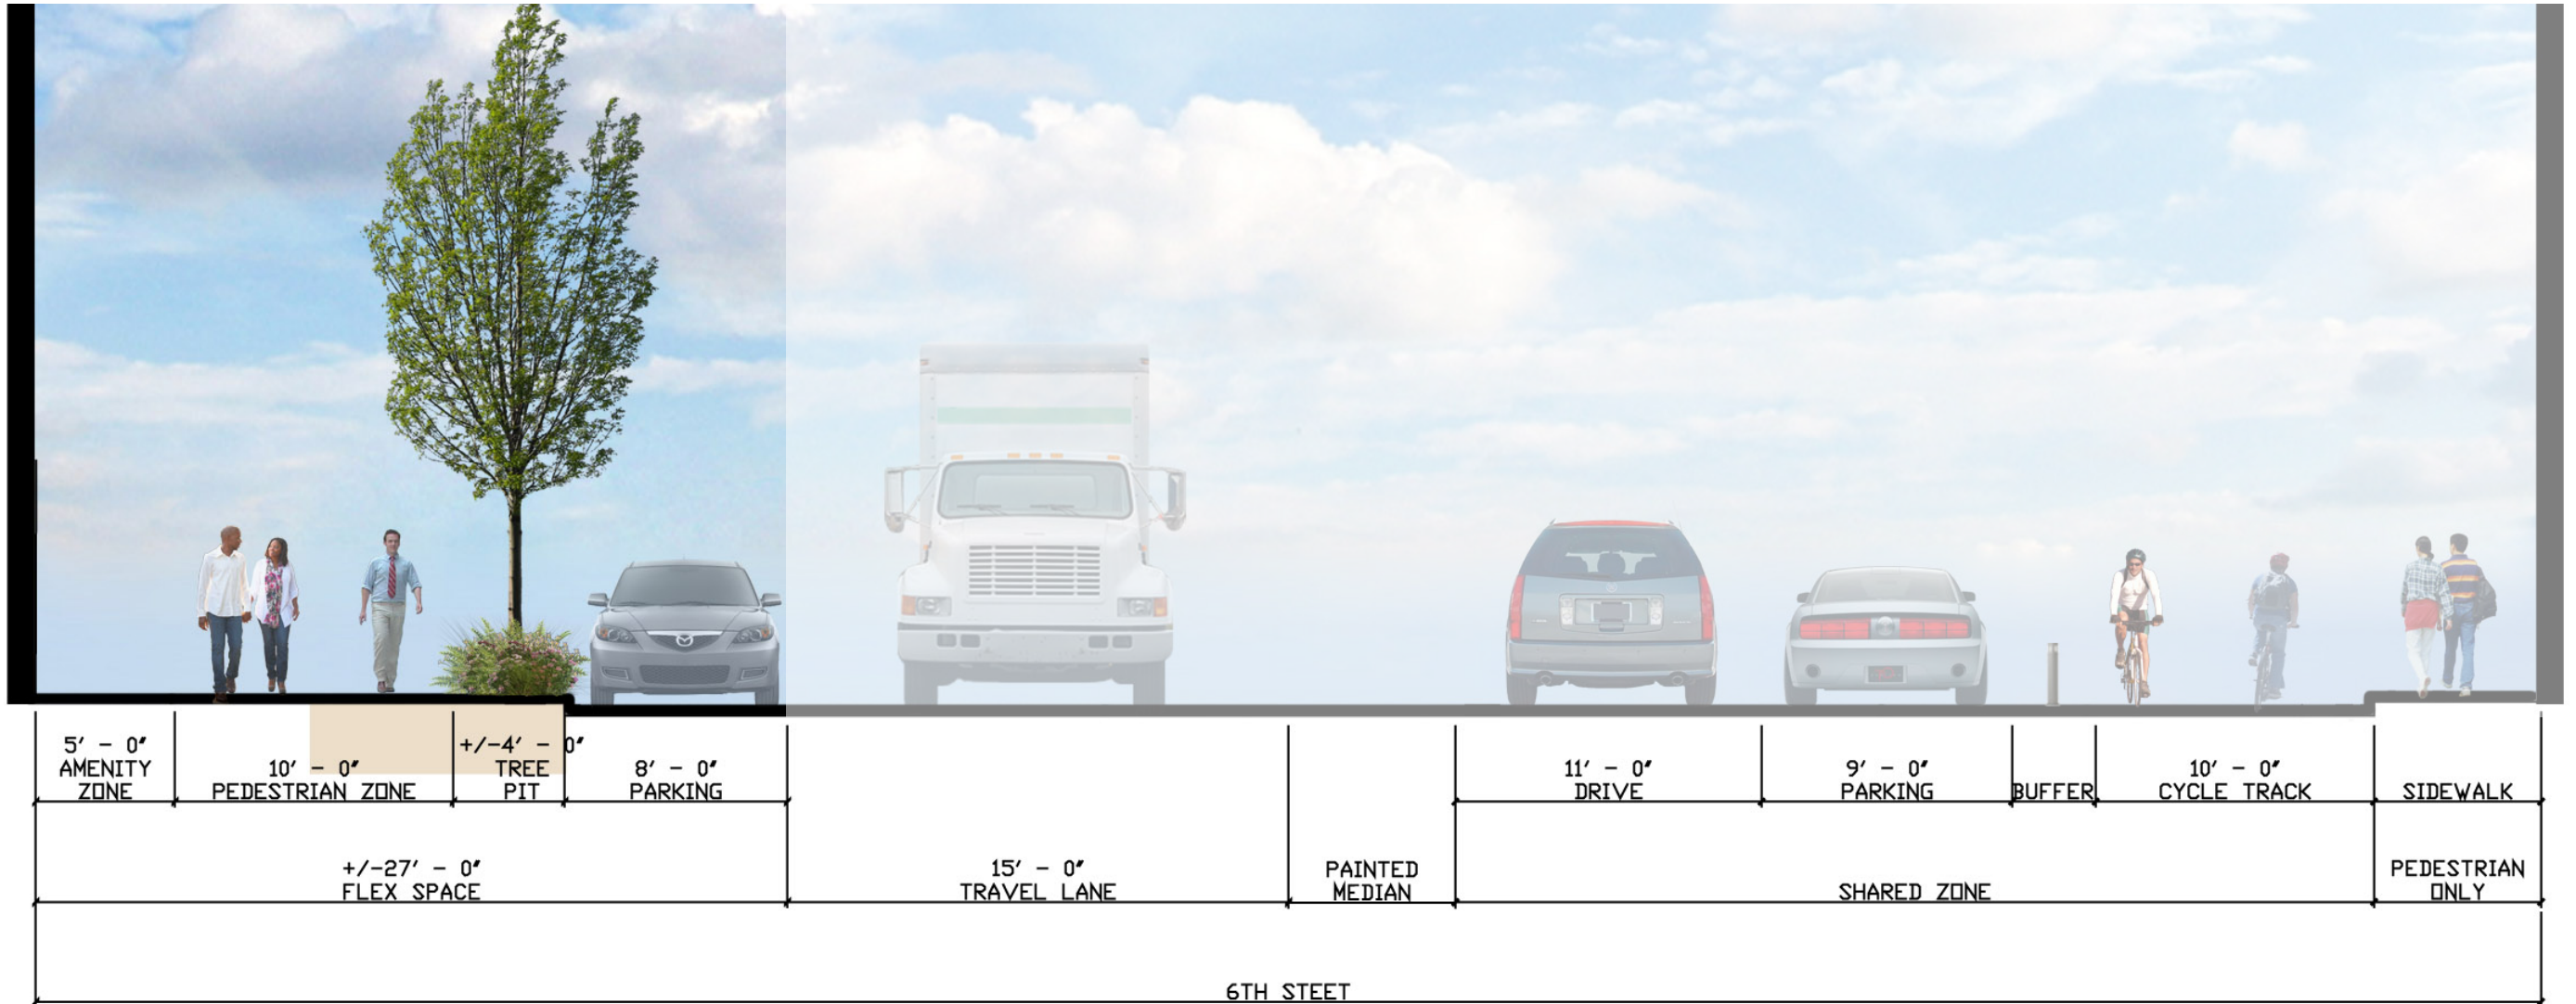 5' - 0"
AMENITY
ZONE
10' - 0"
PEDESTRIAN ZONE
+/-4' - 0"
TREE
PIT
8' - 0"
PARKING
11' - 0"
DRIVE
9' - 0"
PARKING
BUFFER
10' - 0"
CYCLE TRACK
SIDEWALK
+/-27' - 0"
FLEX SPACE
15' - 0"
TRAVEL LANE
PAINTED
MEDIAN
SHARED ZONE
PEDESTRIAN
ONLY
6TH STEET